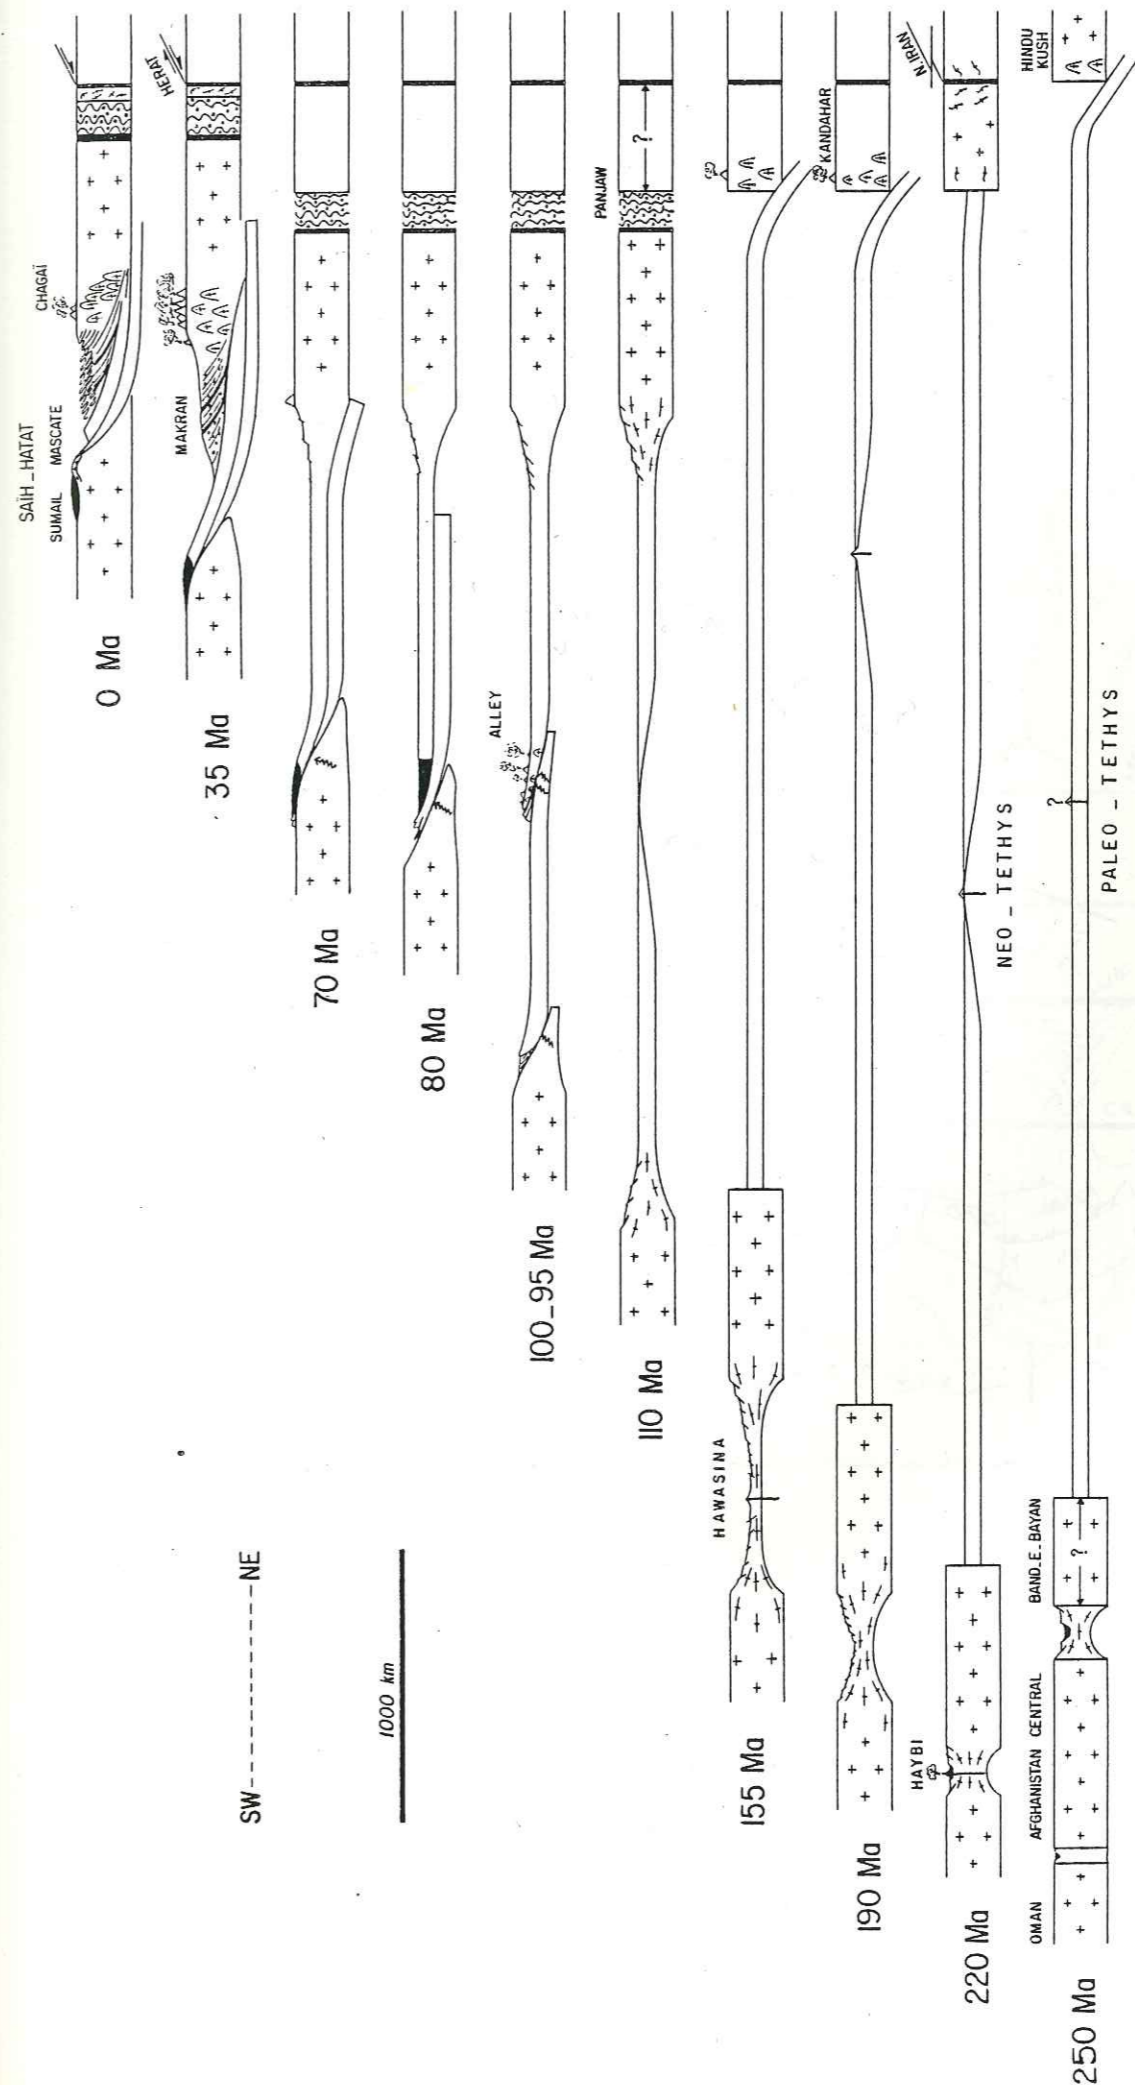 SAÏH_HATAT
SUMAIL MASCATE
CHAGAÏ
0 Ma
MAKRAN
HERAT
35 Ma
70 Ma
80 Ma
ALLEY
100_95 Ma
PANJAW
?
110 Ma
HAWASINA
155 Ma
KANDAHAR
190 Ma
HAYBI
N.IRAN
NEO_TETHYS
220 Ma
OMAN
AFGHANISTAN CENTRAL
BAND_E_BAYAN
?
?
HINDU
KUSH
PALEO_TETHYS
250 Ma
SW------------NE
1000 km